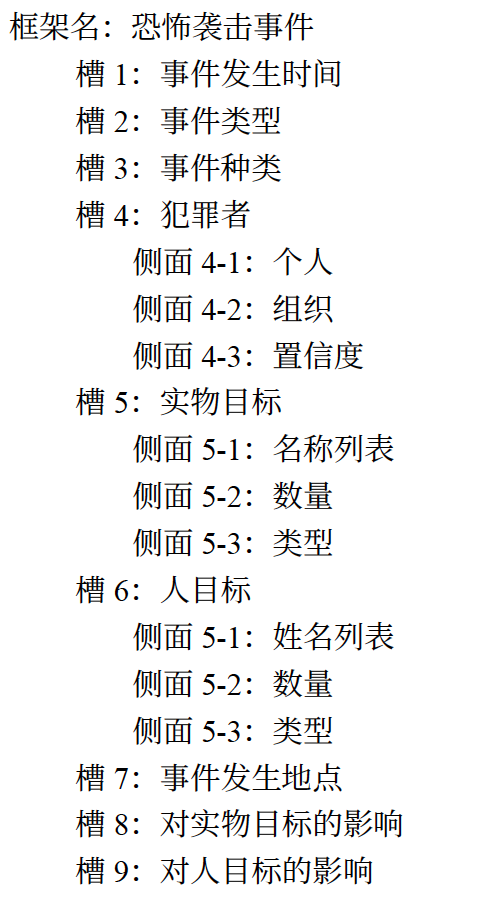 框架名：恐怖袭击事件
槽 1：事件发生时间
槽 2：事件类型
槽 3：事件种类
槽 4：犯罪者
侧面 4-1：个人
侧面 4-2：组织
侧面 4-3：置信度
槽 5：实物目标
侧面 5-1：名称列表
侧面 5-2：数量
侧面 5-3：类型
槽 6：人目标
侧面 5-1：姓名列表
侧面 5-2：数量
侧面 5-3：类型
槽 7：事件发生地点
槽 8：对实物目标的影响
槽 9：对人目标的影响